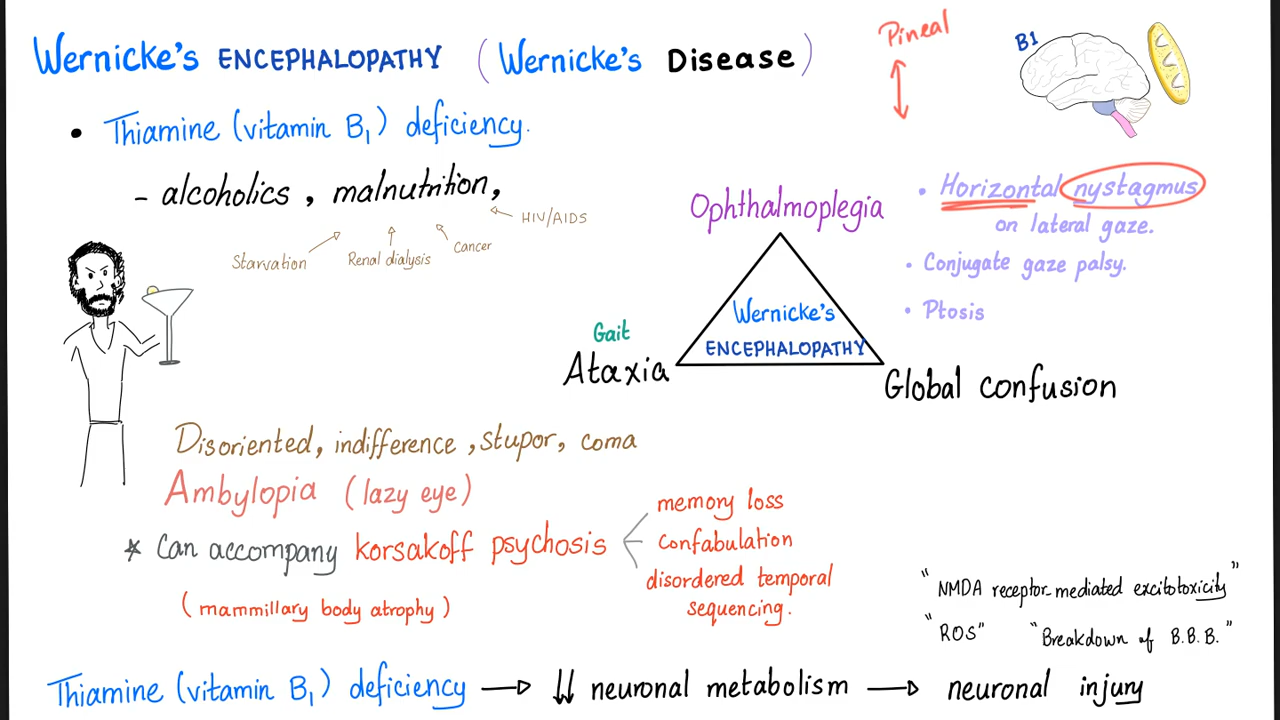 Wernicke's ENCEPHALOPATHY (Wernicke's Disease)
Pineal
B1
• Thiamine (vitamin B1) deficiency.
- alcoholics, malnutrition,
HIV/AIDS
Starvation
Renal dialysis
Cancer
Ophthalmoplegia
• Horizontal nystagmus
on lateral gaze.
• Conjugate gaze palsy.
• Ptosis
Wernicke's
ENCEPHALOPATHY
Gait
Ataxia
Global confusion
Disoriented, indifference, stupor, coma
Ambylopia (lazy eye)
* Can accompany korsakoff psychosis
memory loss
Confabulation
disordered temporal
sequencing.
(mammillary body atrophy)
"NMDA receptor-mediated excitotoxicity"
"ROS" "Breakdown of B.B.B."
Thiamine (vitamin B1) deficiency → ↓↓ neuronal metabolism → neuronal injury